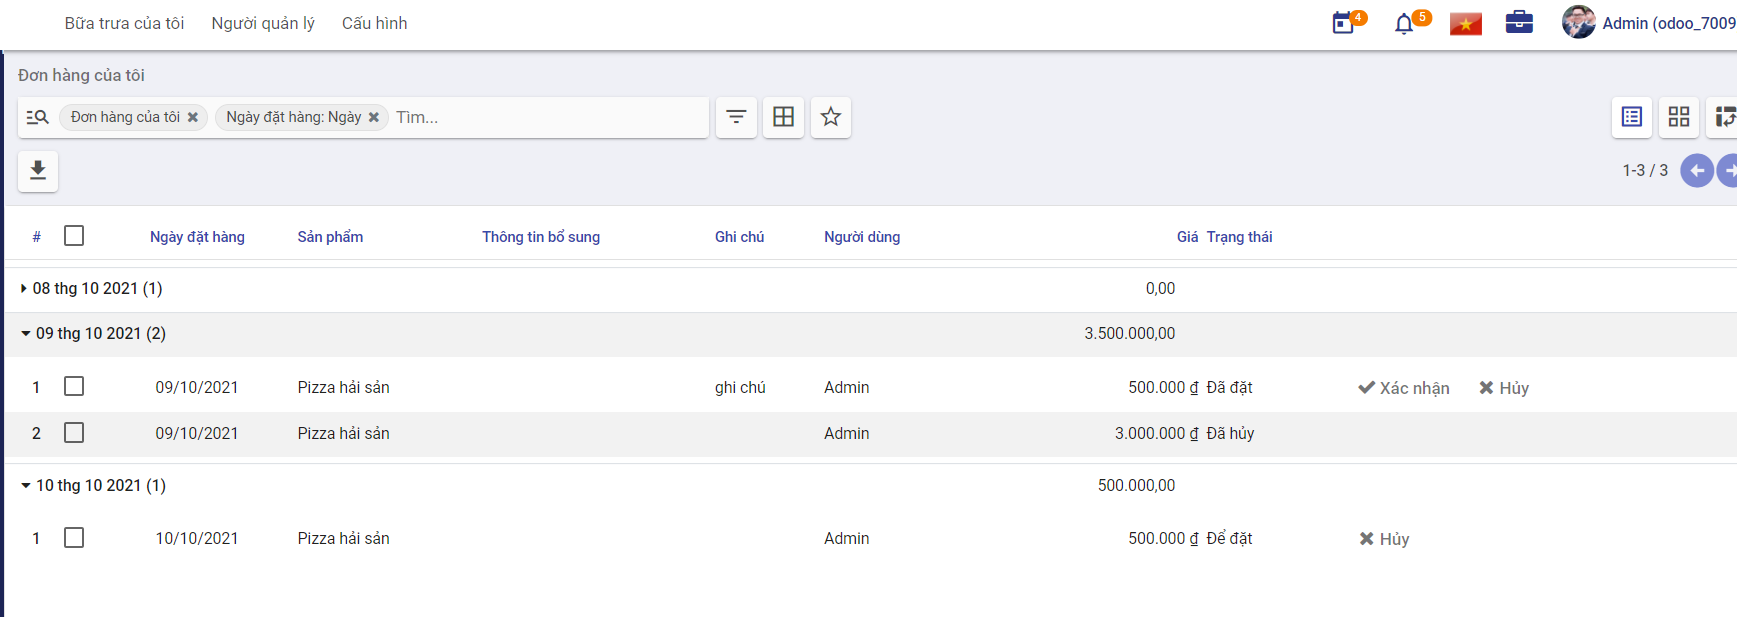 Bữa trưa của tôi Người quản lý Cấu hình 4 5 Admin (odoo_7009
Đơn hàng của tôi
Đơn hàng của tôi Ngày đặt hàng: Ngày Tìm...
1-3 / 3
# Ngày đặt hàng Sản phẩm Thông tin bổ sung Ghi chú Người dùng Giá Trạng thái
08 thg 10 2021 (1) 0,00
09 thg 10 2021 (2) 3.500.000,00
1 09/10/2021 Pizza hải sản ghi chú Admin 500.000 ₫ Đã đặt Xác nhận Hủy
2 09/10/2021 Pizza hải sản Admin 3.000.000 ₫ Đã hủy
10 thg 10 2021 (1) 500.000,00
1 10/10/2021 Pizza hải sản Admin 500.000 ₫ Để đặt Hủy